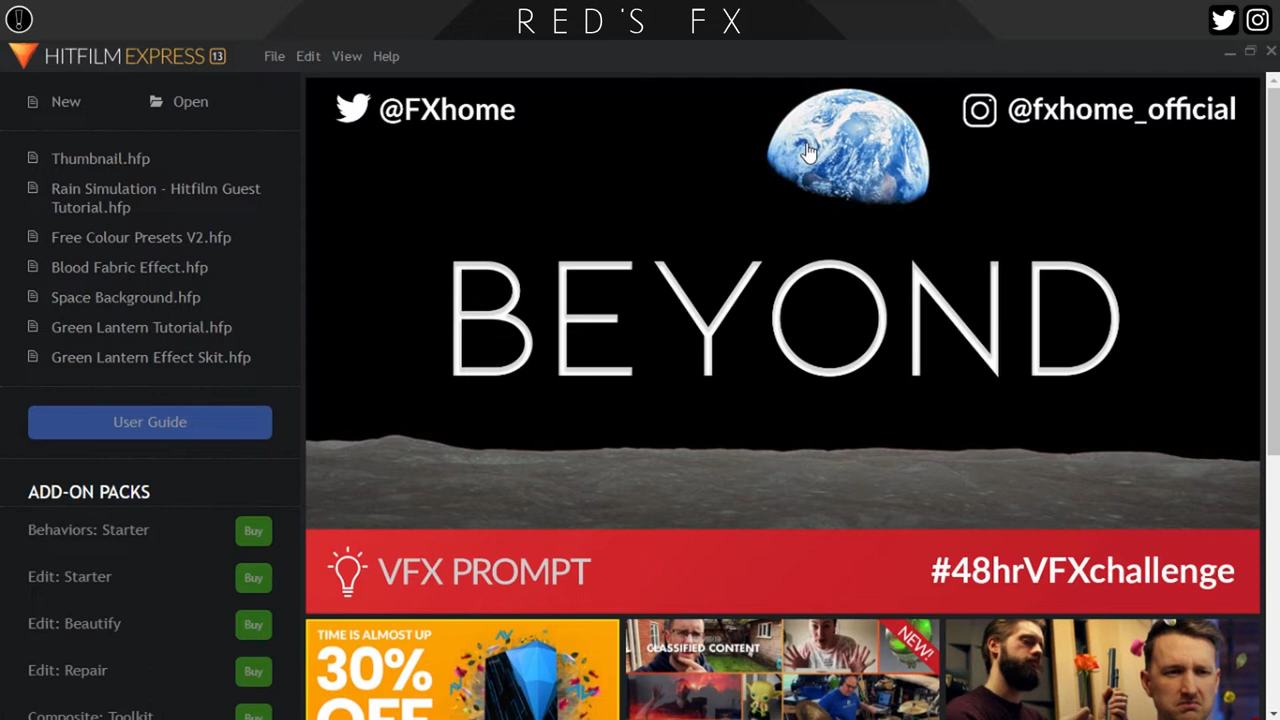 RED'S FX
HITFILM EXPRESS 13
File Edit View Help
New Open
Thumbnail.hfp
Rain Simulation - Hitfilm Guest
Tutorial.hfp
Free Colour Presets V2.hfp
Blood Fabric Effect.hfp
Space Background.hfp
Green Lantern Tutorial.hfp
Green Lantern Effect Skit.hfp
User Guide
ADD-ON PACKS
Behaviors: Starter Buy
Edit: Starter Buy
Edit: Beautify Buy
Edit: Repair Buy
Composite: Toolkit Buy
@FXhome
@fxhome_official
BEYOND
VFX PROMPT
#48hrVFXchallenge
TIME IS ALMOST UP
30%
OFF
CLASSIFIED CONTENT
NEW!